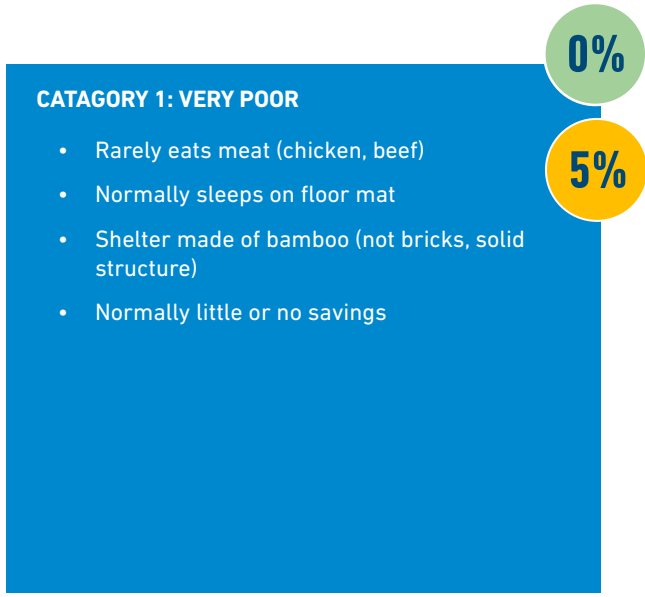 0%
CATAGORY 1: VERY POOR
5%
• Rarely eats meat (chicken, beef)
• Normally sleeps on floor mat
• Shelter made of bamboo (not bricks, solid
structure)
• Normally little or no savings